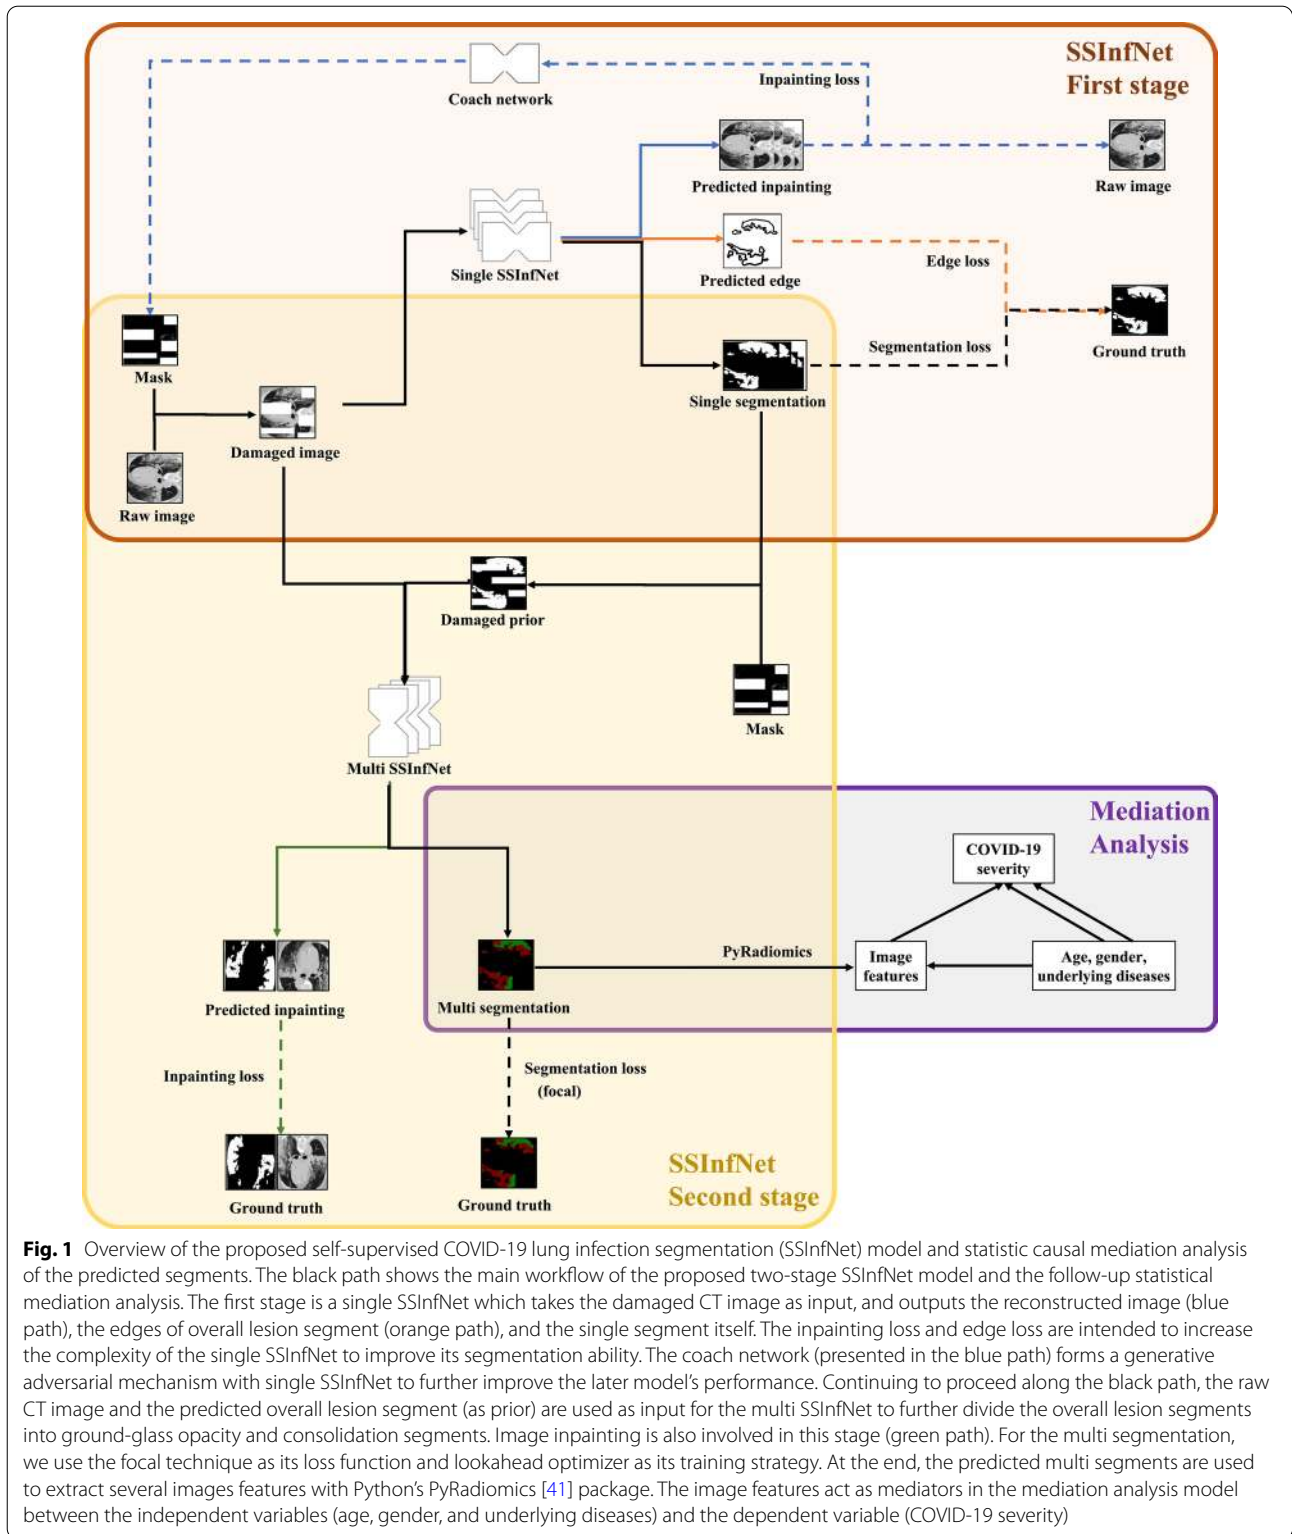 SSInfNet
First stage
Inpainting loss
Coach network
Predicted inpainting
Raw image
Single SSInfNet
Edge loss
Predicted edge
Mask
Segmentation loss
Ground truth
Single segmentation
Damaged image
Raw image
Damaged prior
Mask
Multi SSInfNet
Mediation
Analysis
COVID-19
severity
PyRadiomics
Image
features
Age, gender,
underlying diseases
Predicted inpainting
Multi segmentation
Inpainting loss
Segmentation loss
(focal)
SSInfNet
Second stage
Ground truth
Ground truth
Fig. 1 Overview of the proposed self-supervised COVID-19 lung infection segmentation (SSInfNet) model and statistic causal mediation analysis
of the predicted segments. The black path shows the main workflow of the proposed two-stage SSInfNet model and the follow-up statistical
mediation analysis. The first stage is a single SSInfNet which takes the damaged CT image as input, and outputs the reconstructed image (blue
path), the edges of overall lesion segment (orange path), and the single segment itself. The inpainting loss and edge loss are intended to increase
the complexity of the single SSInfNet to improve its segmentation ability. The coach network (presented in the blue path) forms a generative
adversarial mechanism with single SSInfNet to further improve the later model's performance. Continuing to proceed along the black path, the raw
CT image and the predicted overall lesion segment (as prior) are used as input for the multi SSInfNet to further divide the overall lesion segments
into ground-glass opacity and consolidation segments. Image inpainting is also involved in this stage (green path). For the multi segmentation,
we use the focal technique as its loss function and lookahead optimizer as its training strategy. At the end, the predicted multi segments are used
to extract several images features with Python's PyRadiomics [41] package. The image features act as mediators in the mediation analysis model
between the independent variables (age, gender, and underlying diseases) and the dependent variable (COVID-19 severity)